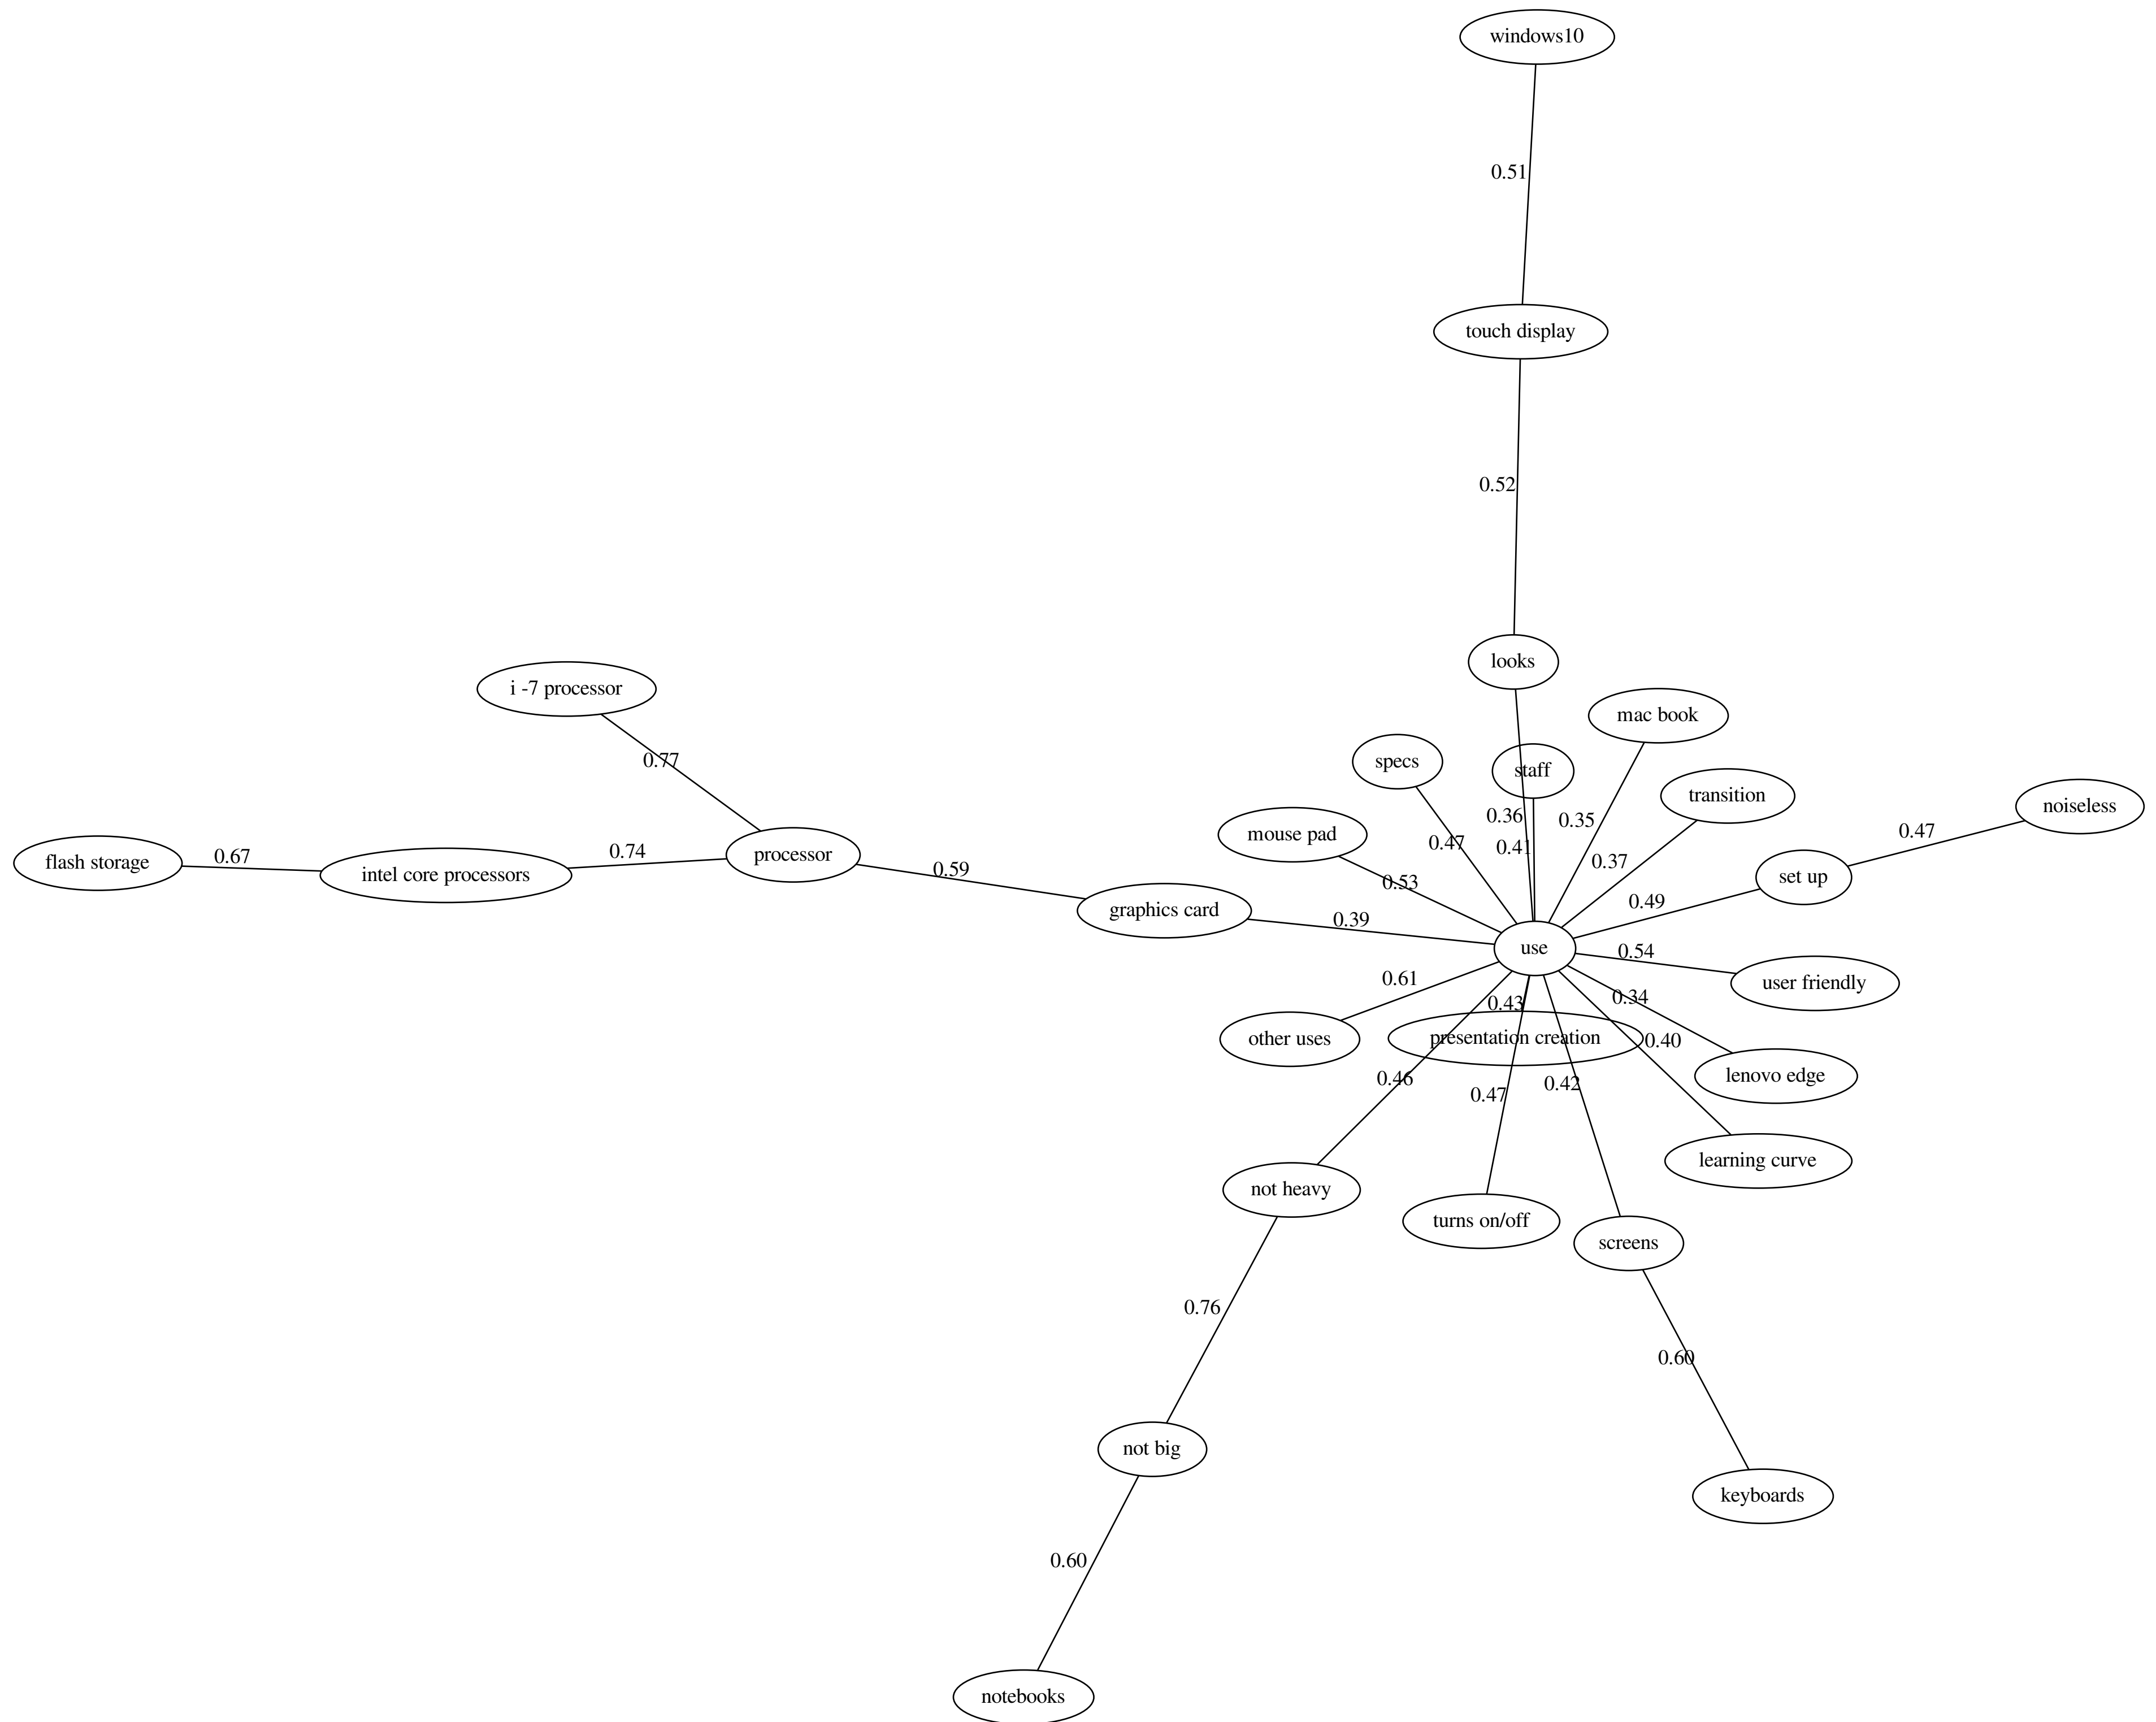 windows10
0.51
touch display
0.52
looks
i -7 processor
mac book
specs
staff
0.77
transition
noiseless
0.36
0.35
0.47
mouse pad
0.47
0.41
processor
0.74
flash storage
0.67
intel core processors
0.37
set up
0.59
0.53
0.49
graphics card
0.39
use
0.54
0.61
user friendly
0.43
0.34
other uses
presentation creation
0.40
0.46
lenovo edge
0.42
0.47
learning curve
not heavy
turns on/off
screens
0.76
0.60
not big
keyboards
0.60
notebooks